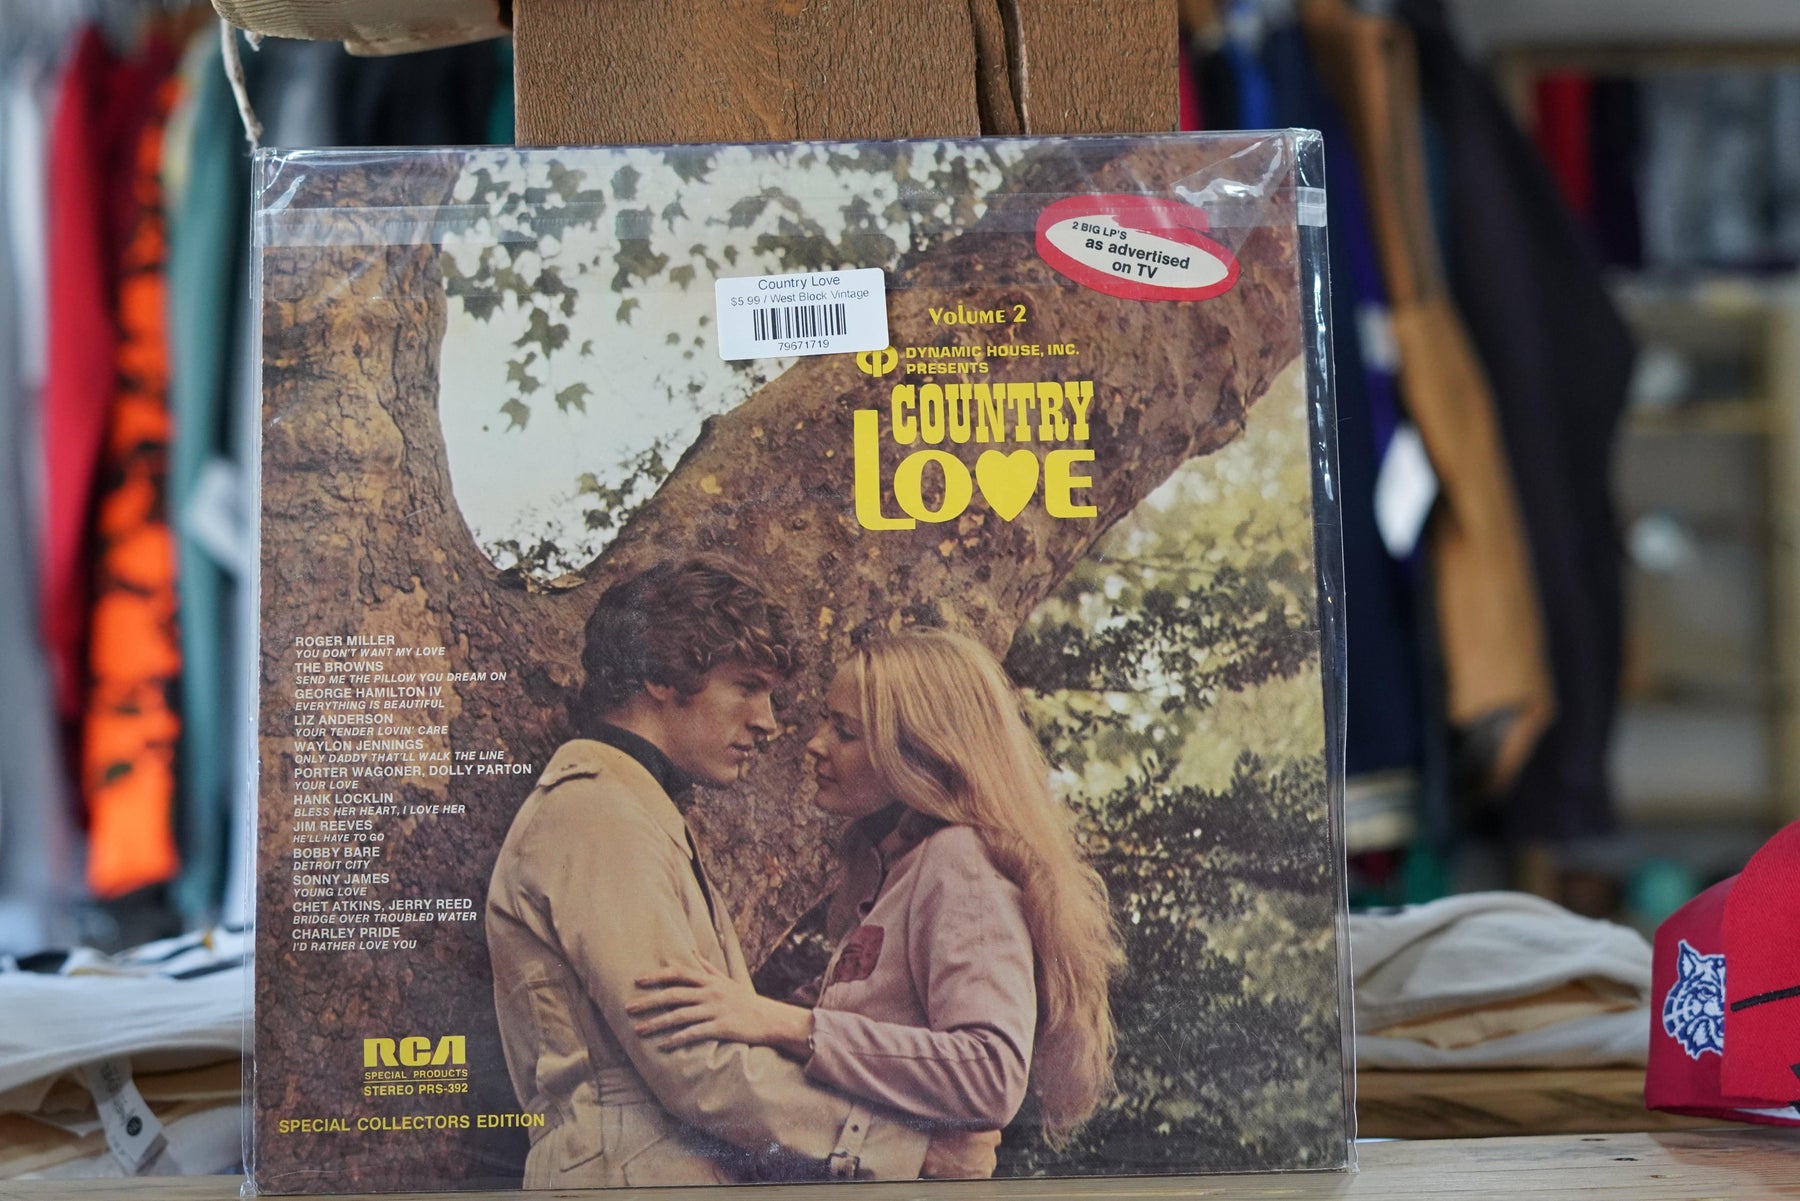 2 BIG LP'S
as advertised
on TV
Country Love
$5.99 / West Block Vintage
79671719
VOLUME 2
DYNAMIC HOUSE, INC.
PRESENTS
COUNTRY
LOVE
ROGER MILLER
YOU DON'T WANT MY LOVE
THE BROWNS
SEND ME THE PILLOW YOU DREAM ON
GEORGE HAMILTON IV
EVERYTHING IS BEAUTIFUL
LIZ ANDERSON
YOUR TENDER LOVIN' CARE
WAYLON JENNINGS
ONLY DADDY THAT'LL WALK THE LINE
PORTER WAGONER, DOLLY PARTON
YOUR LOVE
HANK LOCKLIN
BLESS HER HEART, I LOVE HER
JIM REEVES
HE'LL HAVE TO GO
BOBBY BARE
DETROIT CITY
SONNY JAMES
YOUNG LOVE
CHET ATKINS, JERRY REED
BRIDGE OVER TROUBLED WATER
CHARLEY PRIDE
I'D RATHER LOVE YOU
RCA
SPECIAL PRODUCTS
STEREO PRS-392
SPECIAL COLLECTORS EDITION